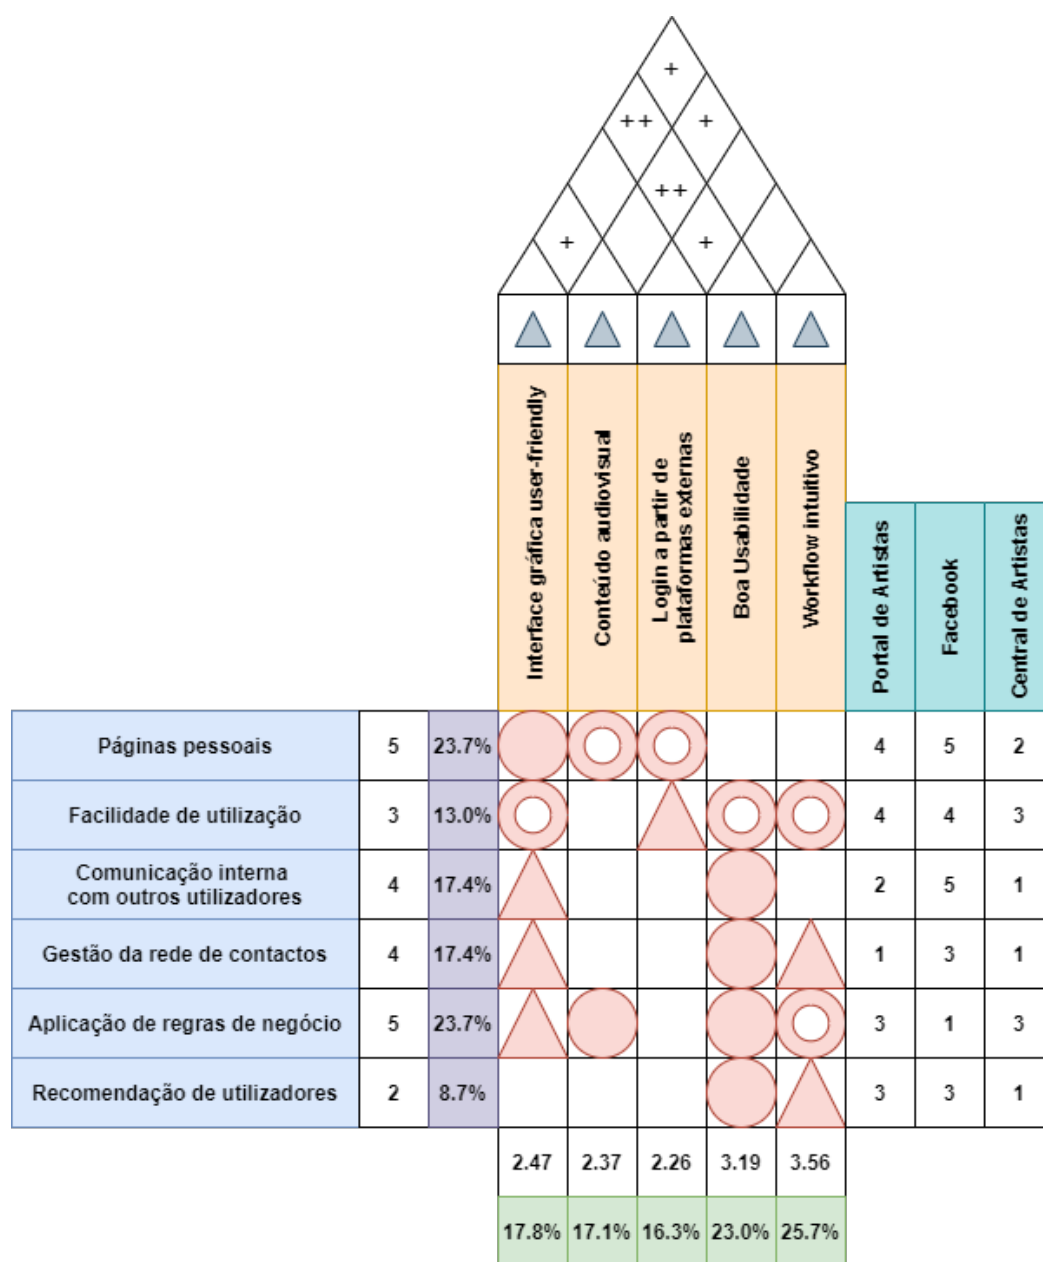 +
++ +
++
+ +
Interface gráfica user-friendly
Conteúdo audiovisual
Login a partir de
plataformas externas
Boa Usabilidade
Workflow intuitivo
Portal de Artistas
Facebook
Central de Artistas
Páginas pessoais 5 23.7% 4 5 2
Facilidade de utilização 3 13.0% 4 4 3
Comunicação interna
com outros utilizadores 4 17.4% 2 5 1
Gestão da rede de contactos 4 17.4% 1 3 1
Aplicação de regras de negócio 5 23.7% 3 1 3
Recomendação de utilizadores 2 8.7% 3 3 1
2.47 2.37 2.26 3.19 3.56
17.8% 17.1% 16.3% 23.0% 25.7%